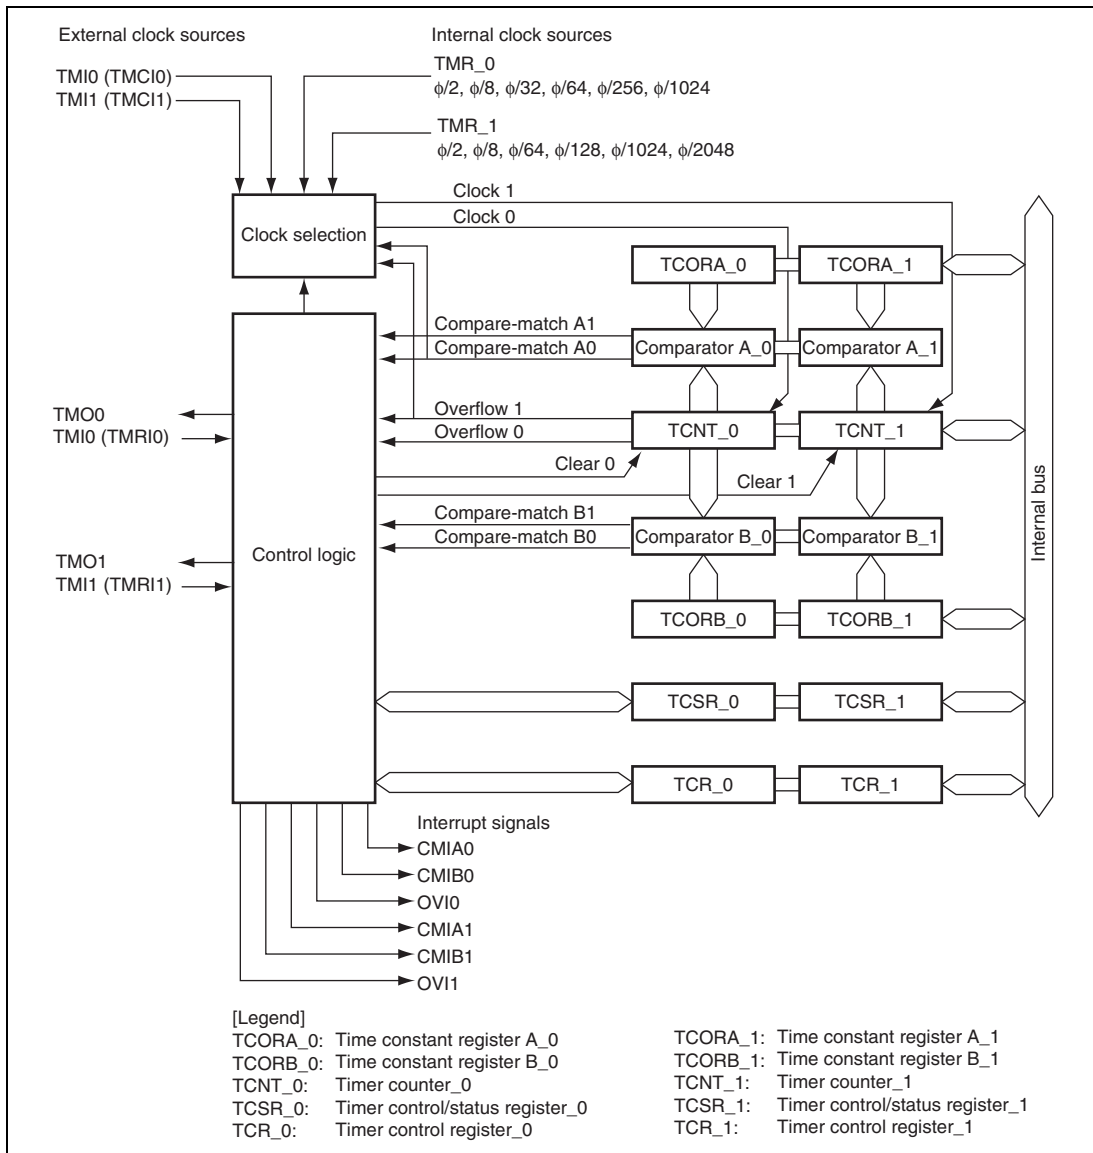 External clock sources
Internal clock sources
TMI0 (TMCI0)
TMI1 (TMCI1)
TMR_0
ϕ/2, ϕ/8, ϕ/32, ϕ/64, ϕ/256, ϕ/1024
TMR_1
ϕ/2, ϕ/8, ϕ/64, ϕ/128, ϕ/1024, ϕ/2048
Clock 1
Clock 0
Clock selection
TCORA_0
TCORA_1
Compare-match A1
Compare-match A0
Comparator A_0
Comparator A_1
TMO0
TMI0 (TMRI0)
Overflow 1
Overflow 0
TCNT_0
TCNT_1
Clear 0
Clear 1
Internal bus
Compare-match B1
Compare-match B0
Comparator B_0
Comparator B_1
Control logic
TMO1
TMI1 (TMRI1)
TCORB_0
TCORB_1
TCSR_0
TCSR_1
TCR_0
TCR_1
Interrupt signals
CMIA0
CMIB0
OVI0
CMIA1
CMIB1
OVI1
[Legend]
TCORA_0: Time constant register A_0
TCORB_0: Time constant register B_0
TCNT_0: Timer counter_0
TCSR_0: Timer control/status register_0
TCR_0: Timer control register_0
TCORA_1: Time constant register A_1
TCORB_1: Time constant register B_1
TCNT_1: Timer counter_1
TCSR_1: Timer control/status register_1
TCR_1: Timer control register_1